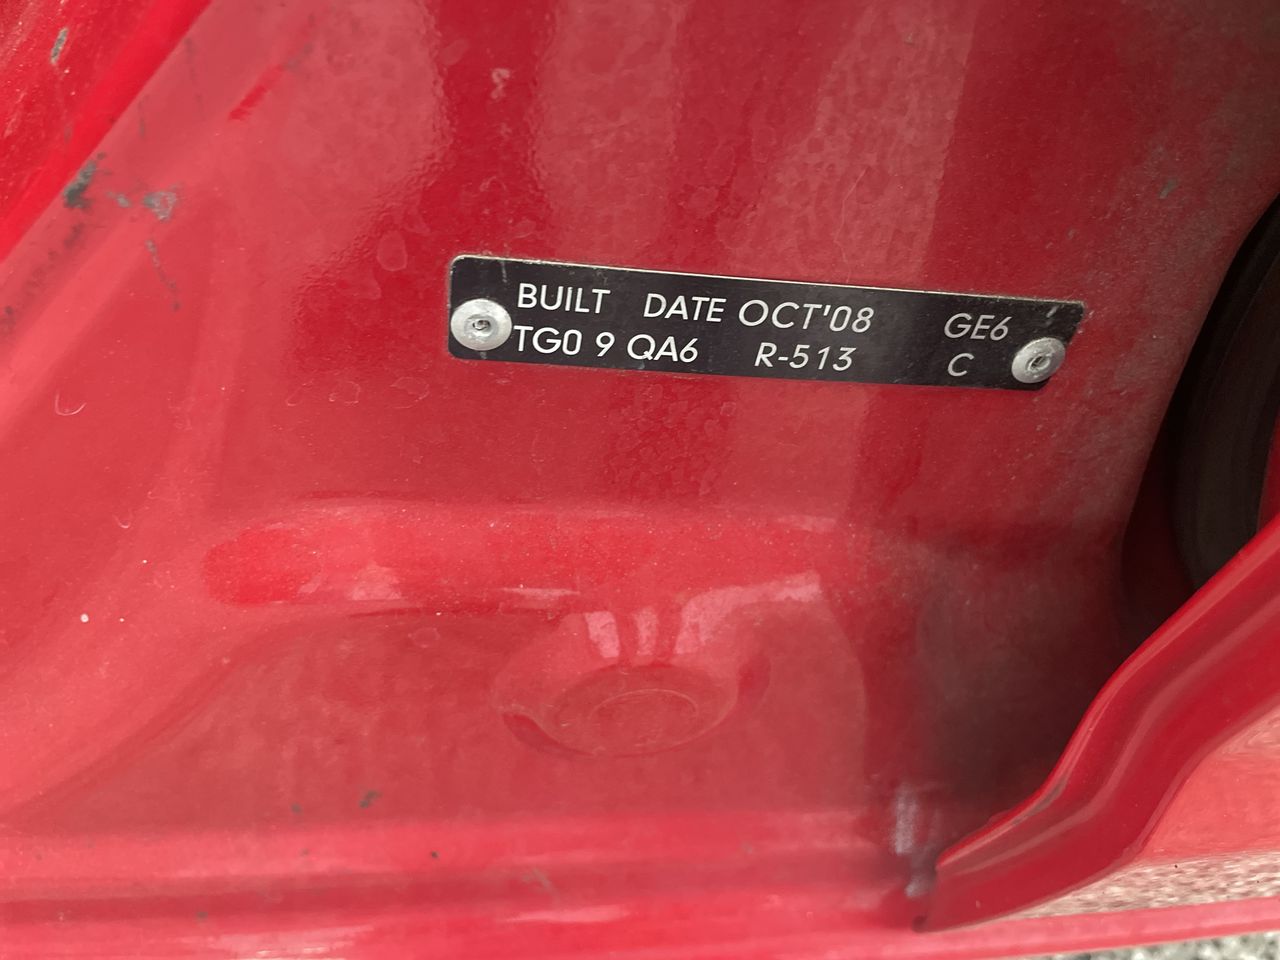 BUILT DATE OCT'08 GE6
TG0 9 QA6 R-513 C